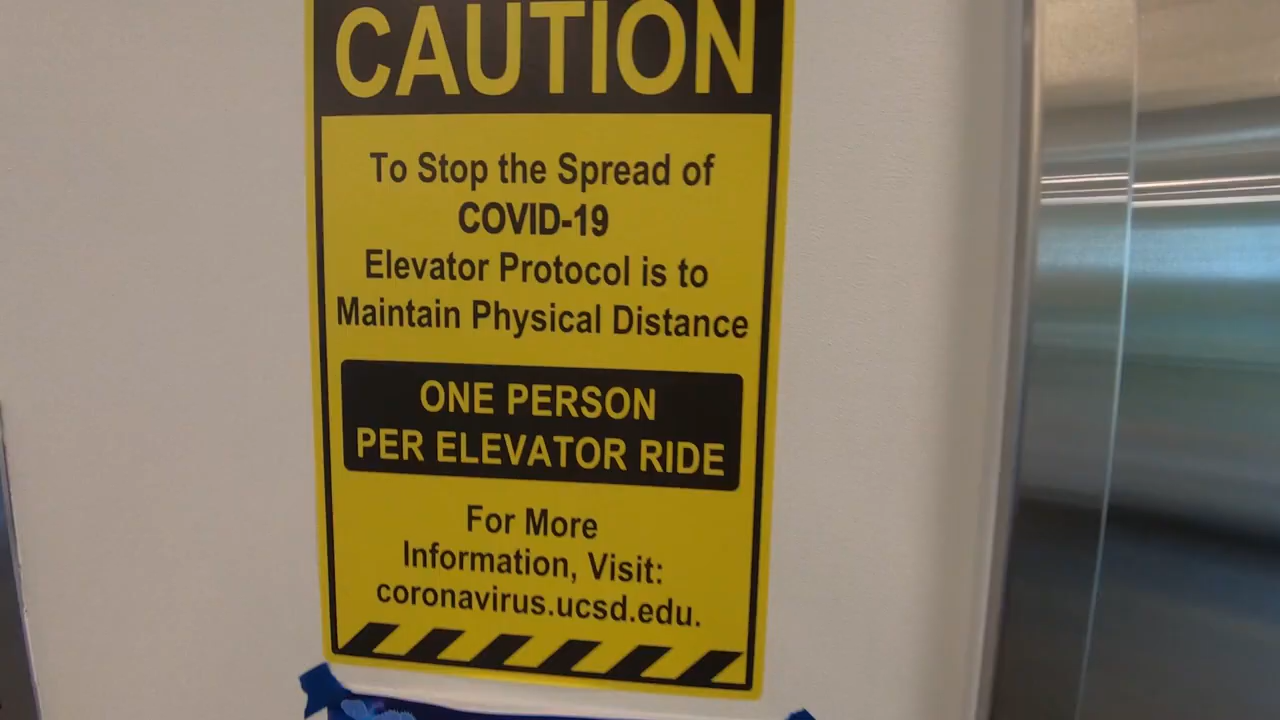 CAUTION
To Stop the Spread of
COVID-19
Elevator Protocol is to
Maintain Physical Distance
ONE PERSON
PER ELEVATOR RIDE
For More
Information, Visit:
coronavirus.ucsd.edu.